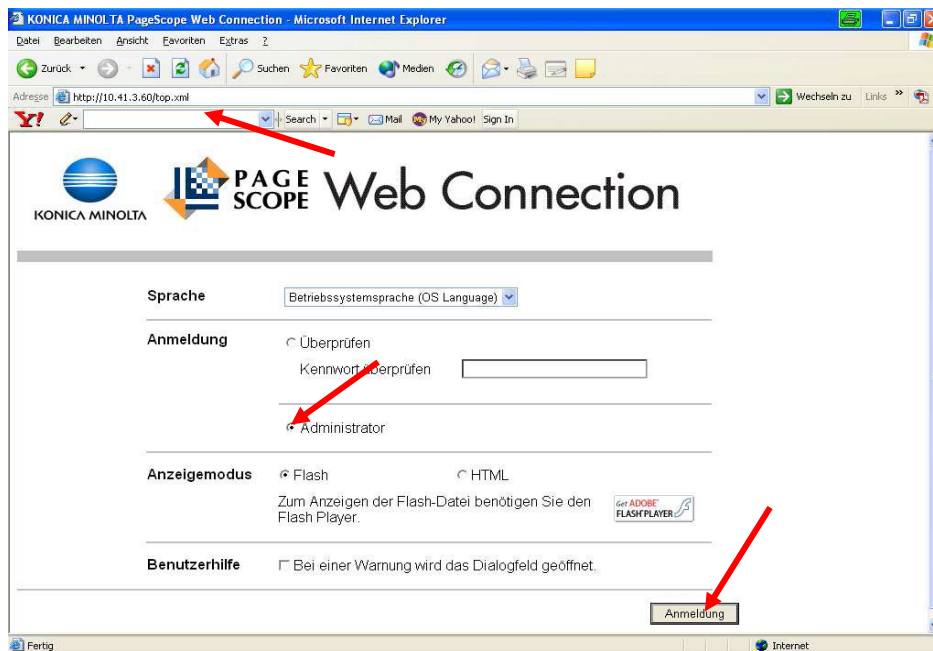 KONICA MINOLTA PageScope Web Connection - Microsoft Internet Explorer
Datei Bearbeiten Ansicht Favoriten Extras ?
Zurück Suchen Favoriten Medien
Adresse http://10.41.3.60/top.xml Wechseln zu Links »
Y! Search Mail My Yahoo! Sign In
KONICA MINOLTA
PAGE SCOPE Web Connection
Sprache Betriebssystemsprache (OS Language)
Anmeldung Überprüfen
Kennwort überprüfen
Administrator
Anzeigemodus Flash HTML
Zum Anzeigen der Flash-Datei benötigen Sie den
Flash Player.
Get ADOBE
FLASH PLAYER
Benutzerhilfe Bei einer Warnung wird das Dialogfeld geöffnet.
Anmeldung
Fertig Internet